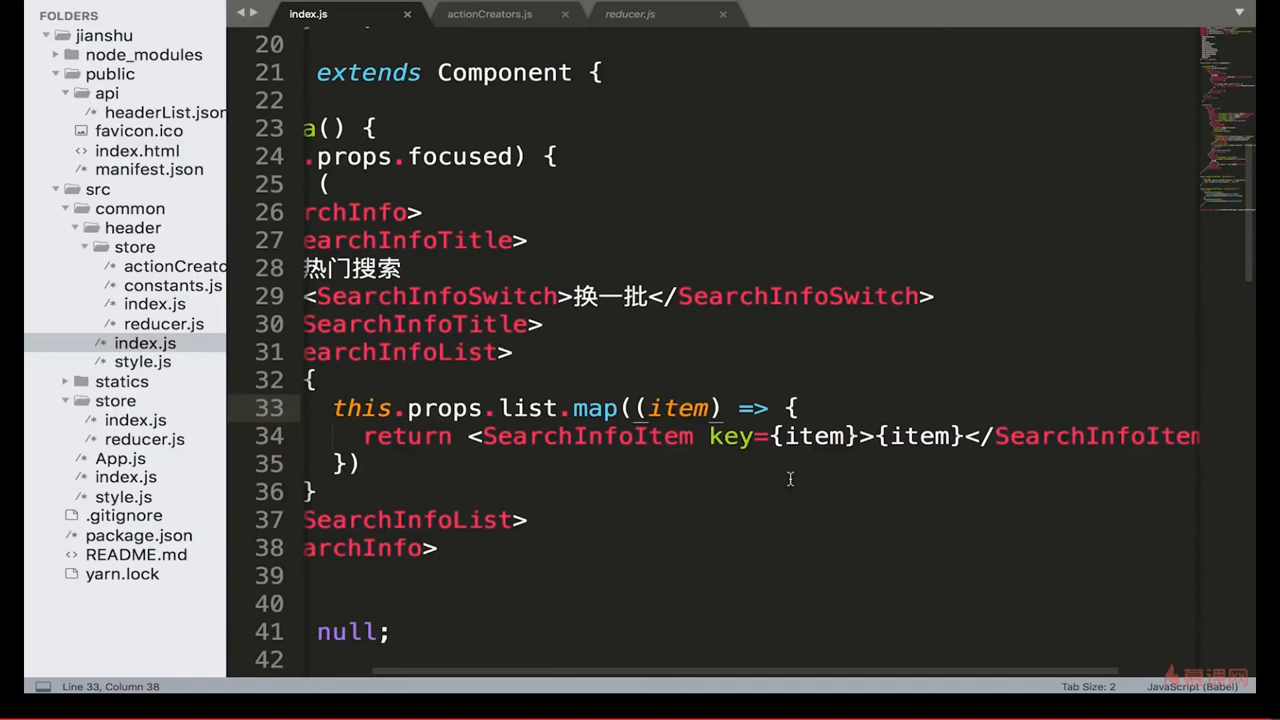 FOLDERS
jianshu
node_modules
public
api
headerList.json
favicon.ico
index.html
manifest.json
src
common
header
store
actionCreato
constants.js
index.js
reducer.js
index.js
style.js
statics
store
index.js
reducer.js
App.js
index.js
style.js
.gitignore
package.json
README.md
yarn.lock
index.js × actionCreators.js × reducer.js ×
20
21 extends Component {
22
23 a() {
24 .props.focused) {
25 (
26 rchInfo>
27 earchInfoTitle>
28 热门搜索
29 <SearchInfoSwitch>换一批</SearchInfoSwitch>
30 SearchInfoTitle>
31 earchInfoList>
32 {
33 this.props.list.map((item) => {
34 return <SearchInfoItem key={item}>{item}</SearchInfoItem
35 })
36 }
37 SearchInfoList>
38 archInfo>
39
40
41 null;
42
慕课网
Line 33, Column 38 Tab Size: 2 JavaScript (Babel)